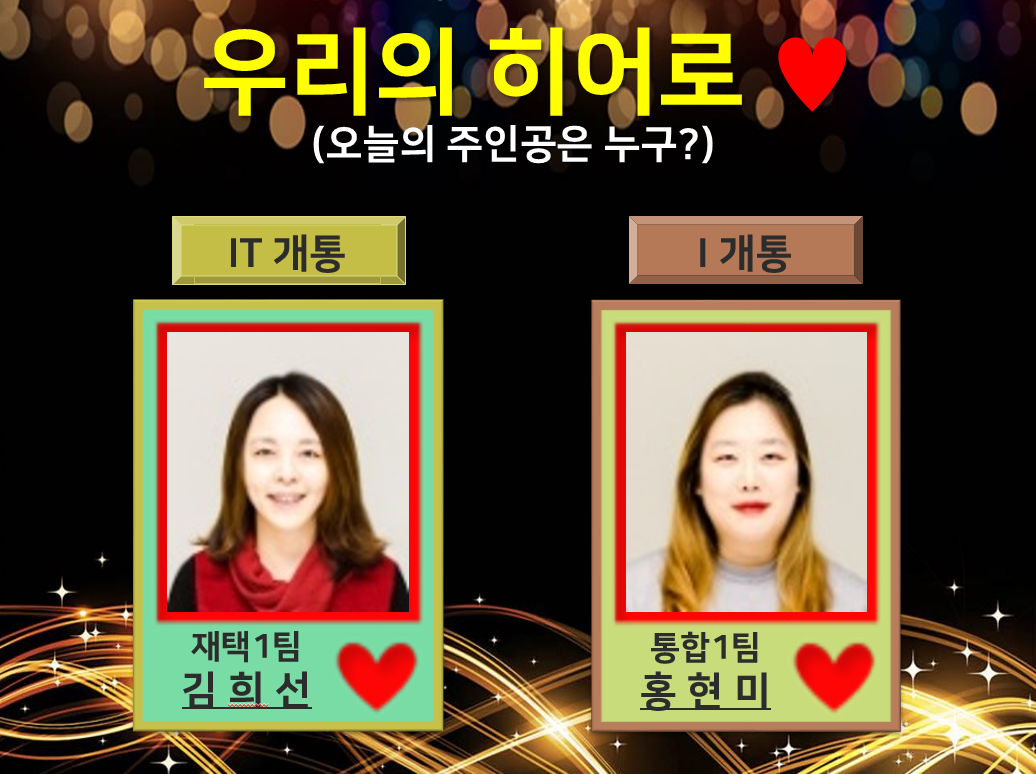 우리의 히어로
(오늘의 주인공은 누구?)
IT 개통
I 개통
재택1팀
김 희 선
통합1팀
홍 현 미